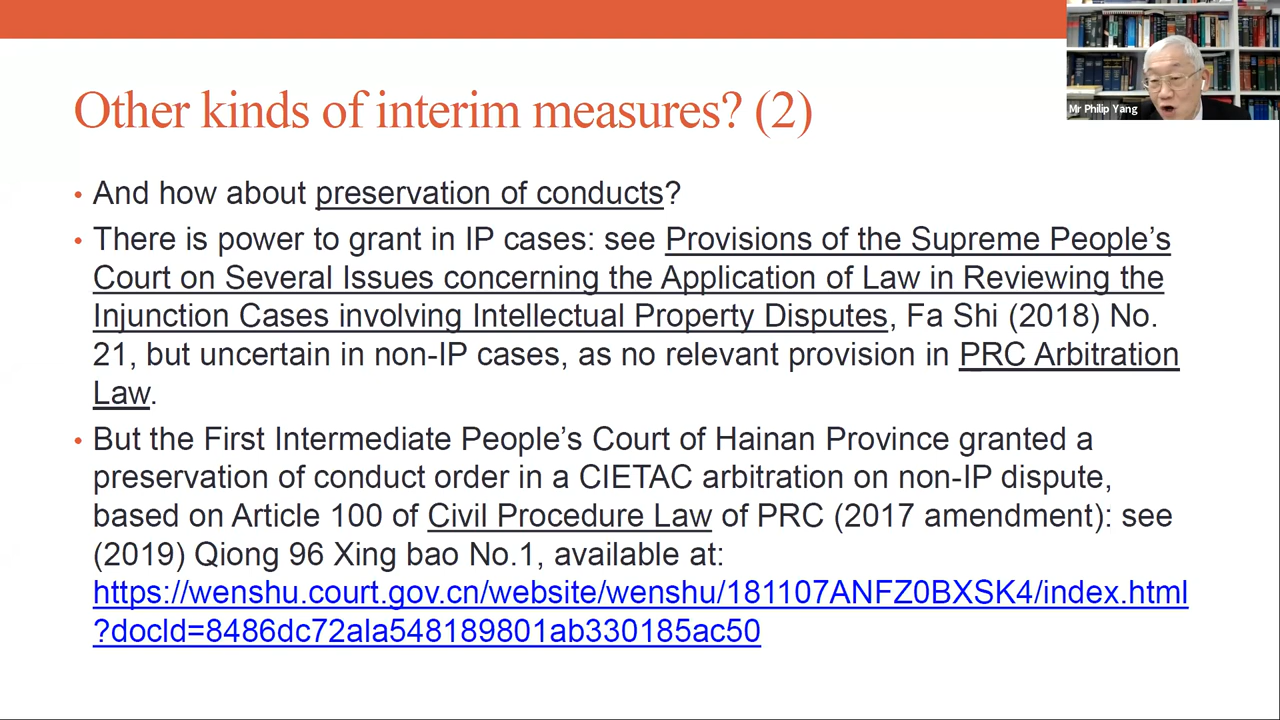 Mr Philip Yang
Other kinds of interim measures? (2)
• And how about preservation of conducts?
• There is power to grant in IP cases: see Provisions of the Supreme People’s
Court on Several Issues concerning the Application of Law in Reviewing the
Injunction Cases involving Intellectual Property Disputes, Fa Shi (2018) No.
21, but uncertain in non-IP cases, as no relevant provision in PRC Arbitration
Law.
• But the First Intermediate People’s Court of Hainan Province granted a
preservation of conduct order in a CIETAC arbitration on non-IP dispute,
based on Article 100 of Civil Procedure Law of PRC (2017 amendment): see
(2019) Qiong 96 Xing bao No.1, available at:
https://wenshu.court.gov.cn/website/wenshu/181107ANFZ0BXSK4/index.html
?docId=8486dc72ala548189801ab330185ac50